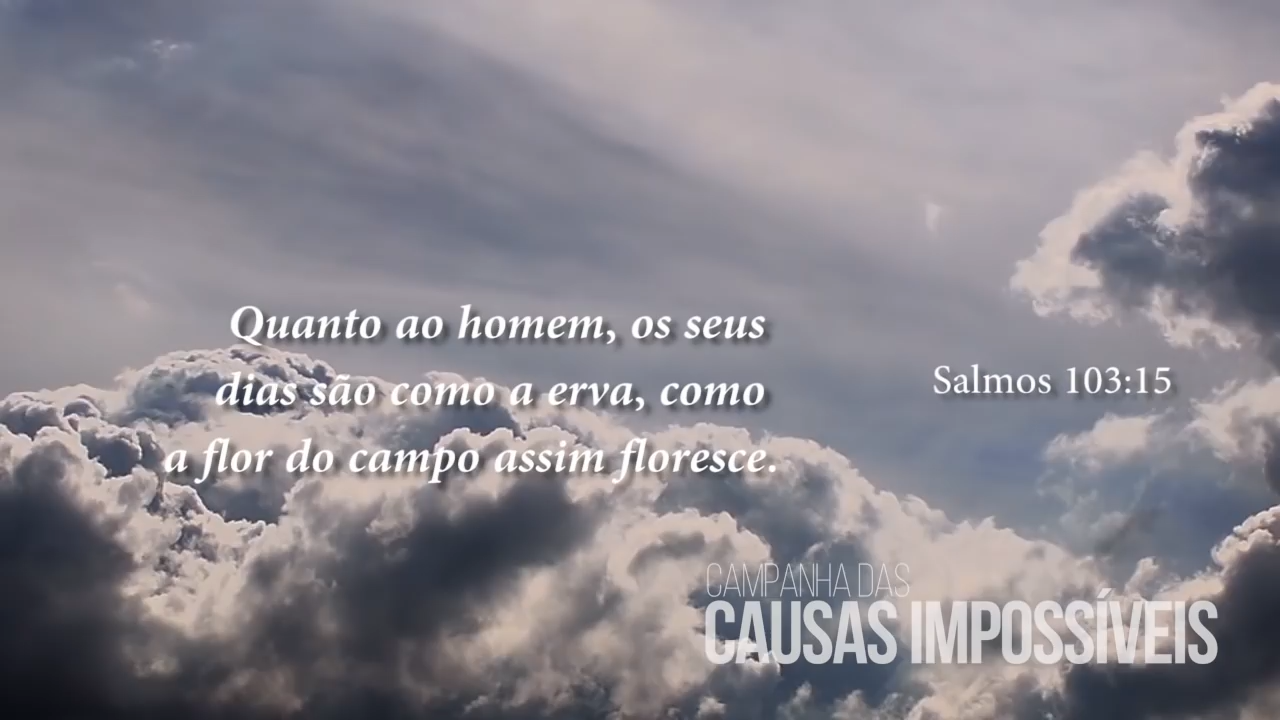 Quanto ao homem, os seus
dias são como a erva, como
a flor do campo assim floresce.
Salmos 103:15
CAMPANHA DAS
CAUSAS IMPOSSÍVEIS